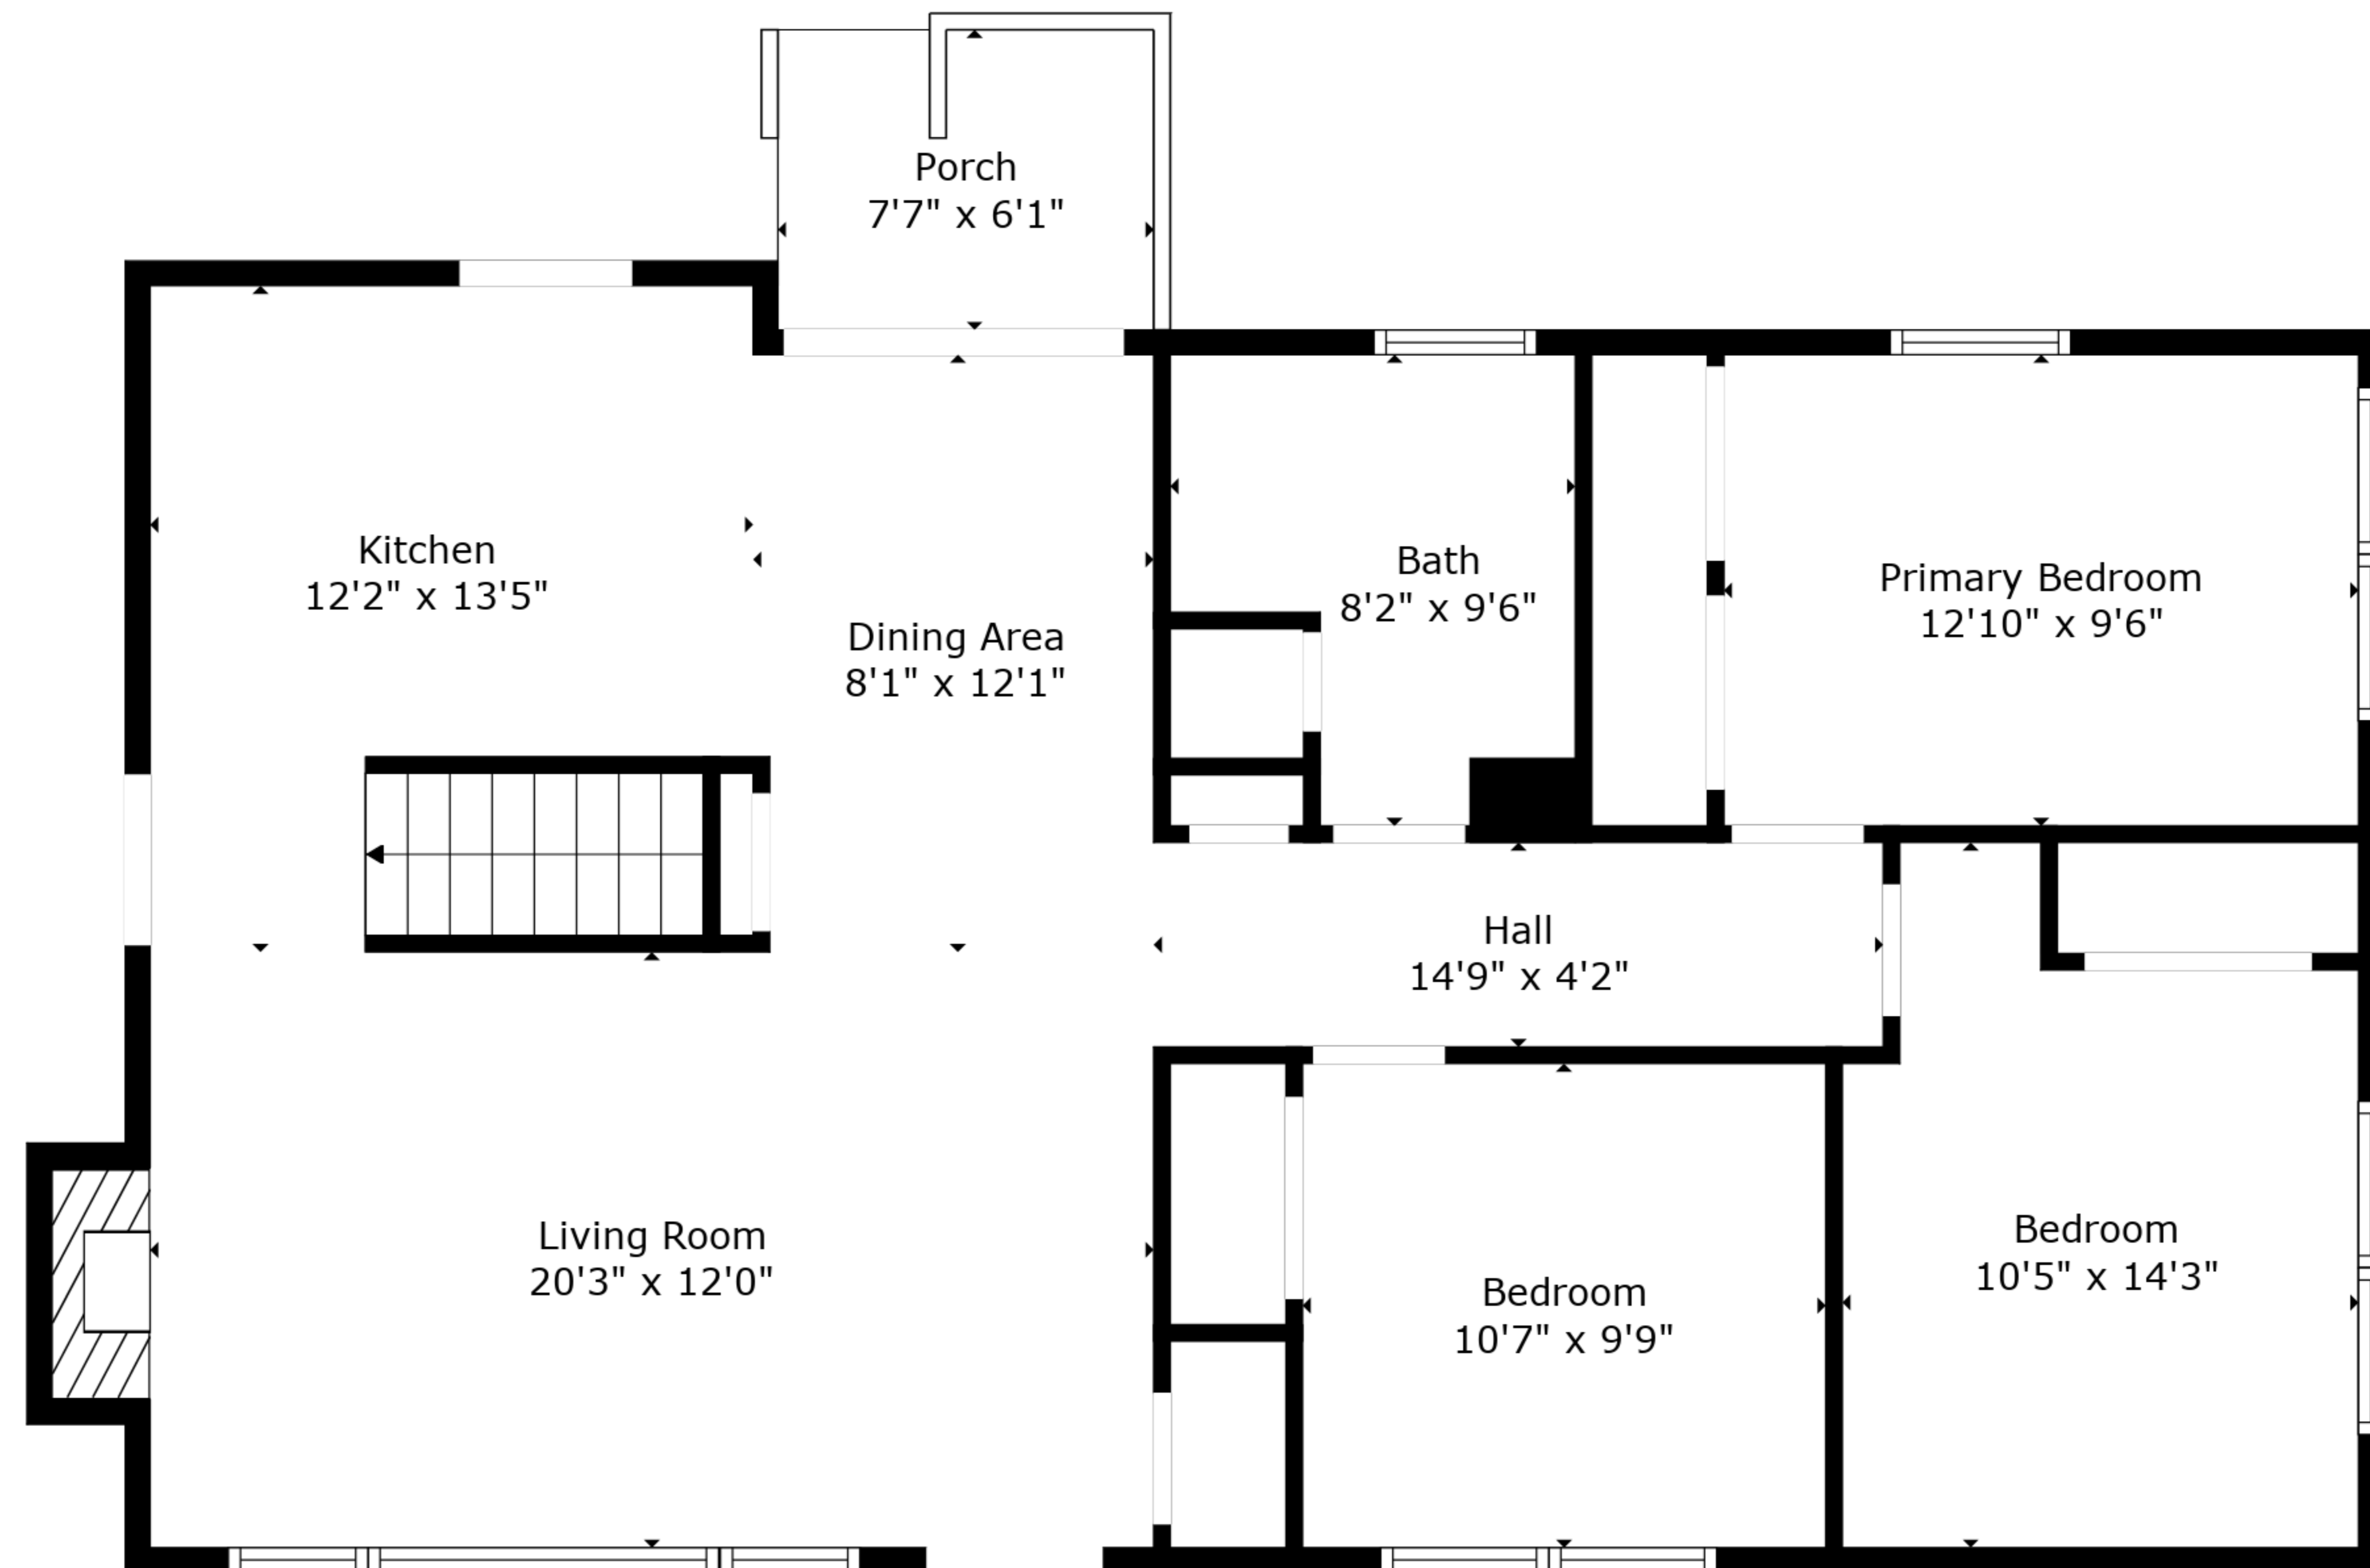 Porch
7'7" x 6'1"
Kitchen
12'2" x 13'5"
Dining Area
8'1" x 12'1"
Bath
8'2" x 9'6"
Primary Bedroom
12'10" x 9'6"
Hall
14'9" x 4'2"
Living Room
20'3" x 12'0"
Bedroom
10'7" x 9'9"
Bedroom
10'5" x 14'3"